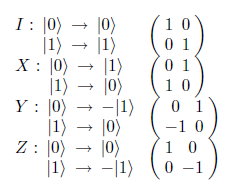 I : |0⟩ → |0⟩ ( 1 0
|1⟩ → |1⟩ 0 1 )
X : |0⟩ → |1⟩ ( 0 1
|1⟩ → |0⟩ 1 0 )
Y : |0⟩ → −|1⟩ ( 0 1
|1⟩ → |0⟩ −1 0 )
Z : |0⟩ → |0⟩ ( 1 0
|1⟩ → −|1⟩ 0 −1 )